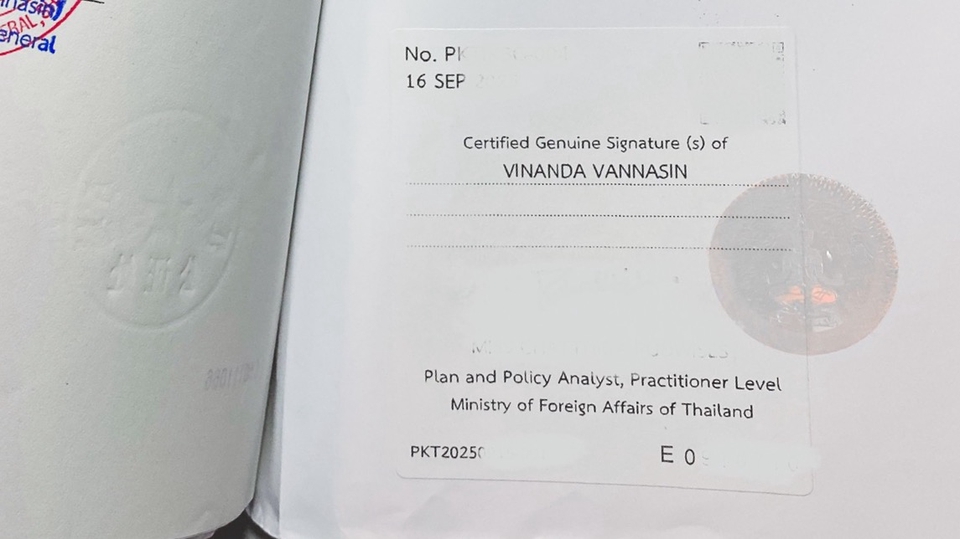 eneral
No. PK
16 SEP
Certified Genuine Signature (s) of
VINANDA VANNASIN
Plan and Policy Analyst, Practitioner Level
Ministry of Foreign Affairs of Thailand
PKT2025
E 0